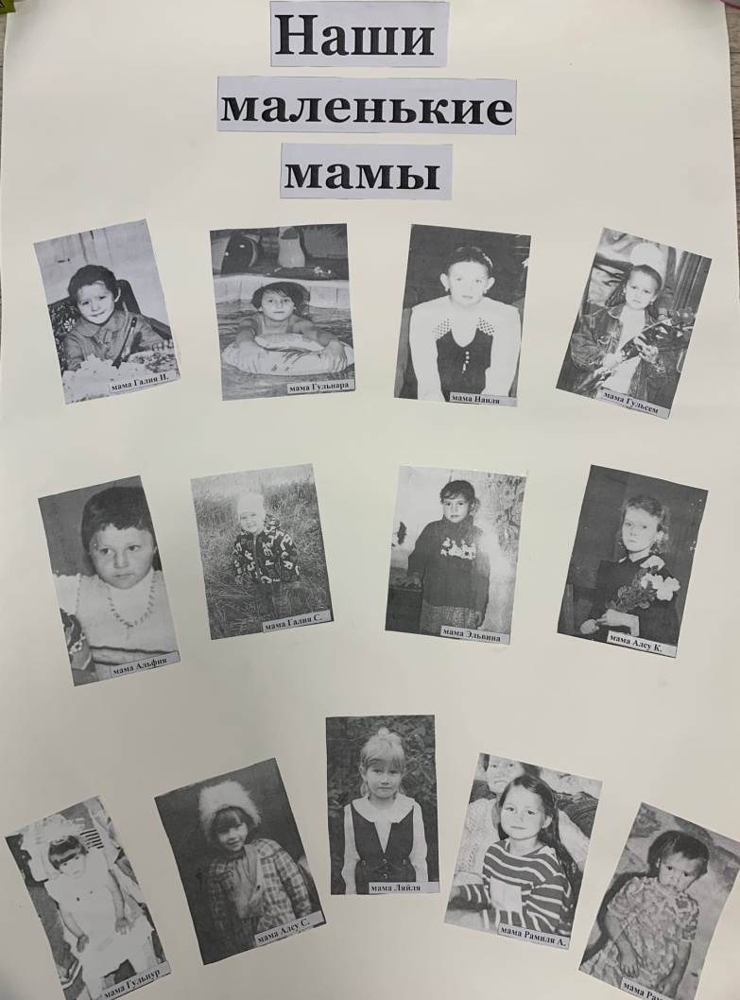 Наши
маленькие
мамы
мама Галия И.
мама Гульнара
мама Наиля
мама Гульсем
мама Альфия
мама Галия С.
мама Эльвина
мама Алсу К.
мама Гульнур
мама Алсу С.
мама Ляйля
мама Рамиля А.
мама